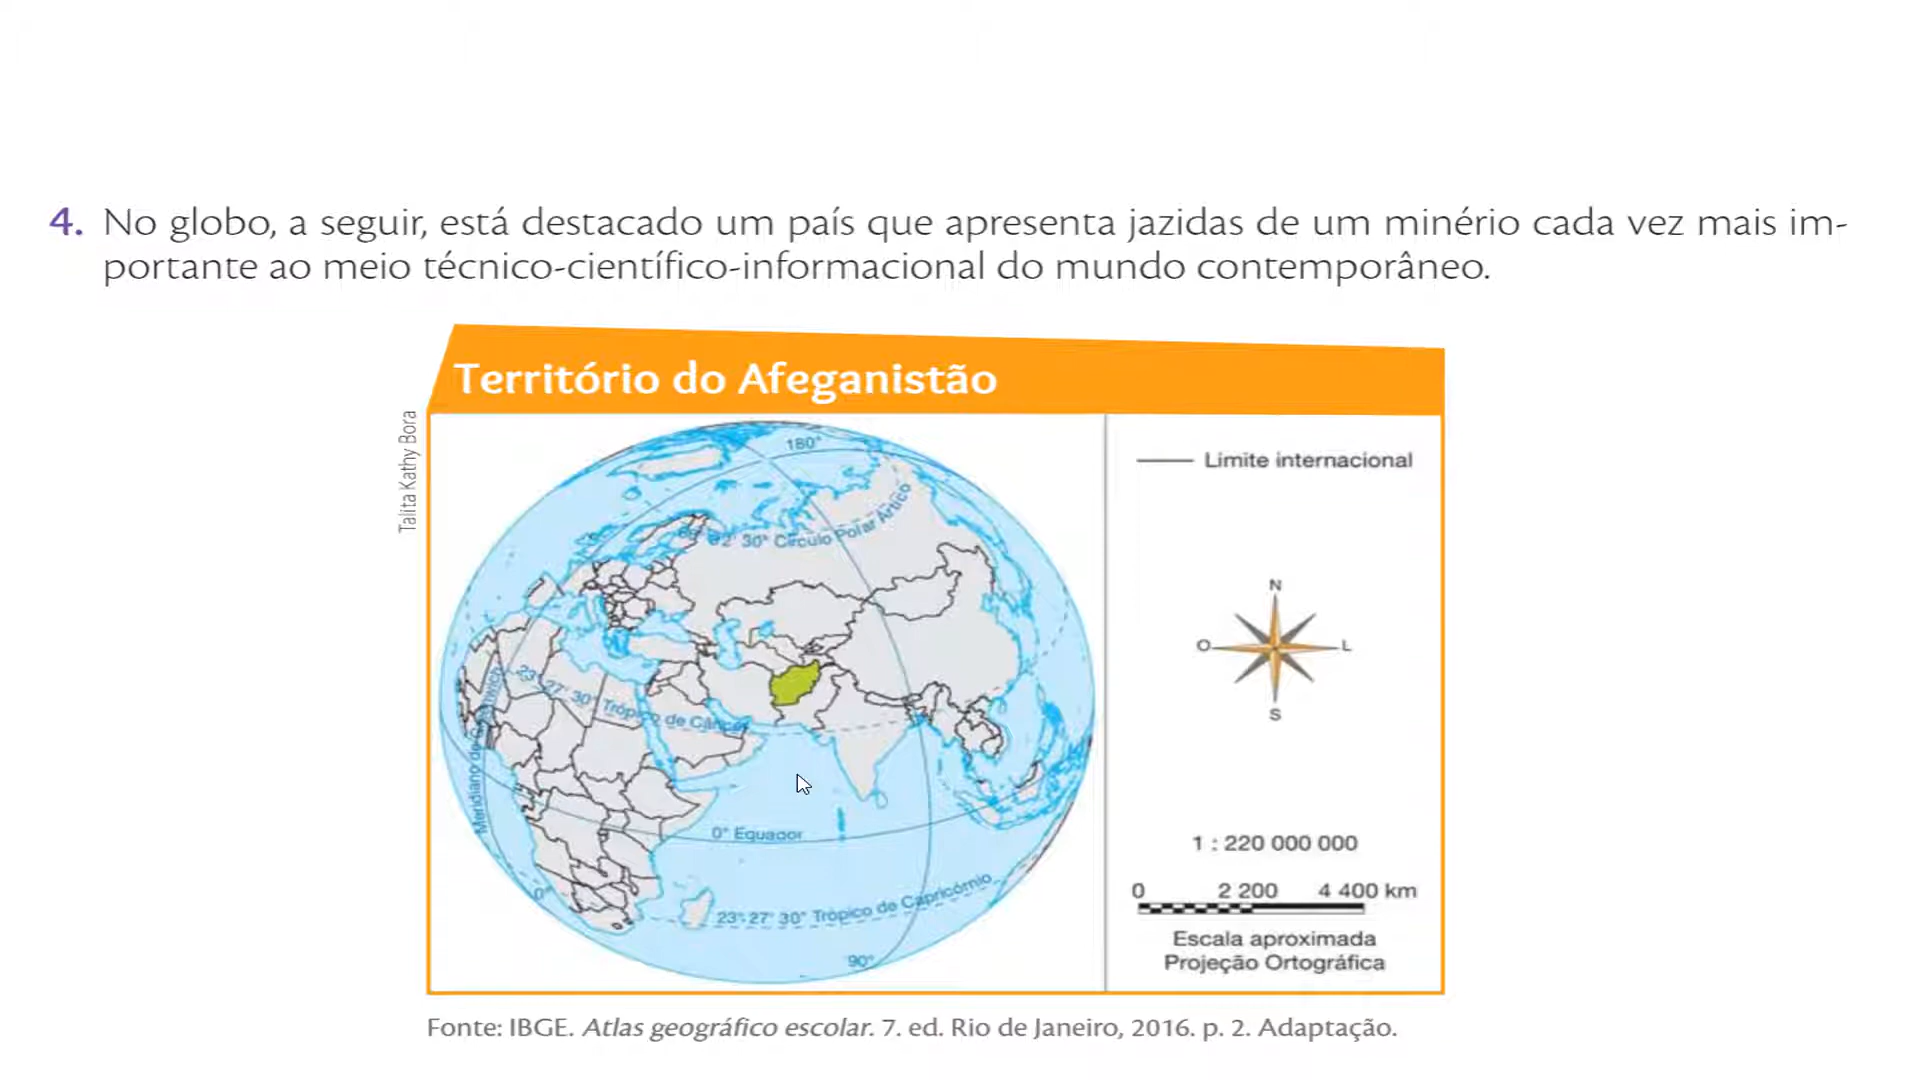 4. No globo, a seguir, está destacado um país que apresenta jazidas de um minério cada vez mais im-
portante ao meio técnico-científico-informacional do mundo contemporâneo.
Território do Afeganistão
Talita Kathy Bora
180°
30" Círculo Polar Ártico
23° 27' 30" Trópico de Câncer
Meridiano de Greenwich
0° Equador
0°
23° 27' 30" Trópico de Capricórnio
90°
Limite internacional
N
O
L
S
1 : 220 000 000
0 2 200 4 400 km
Escala aproximada
Projeção Ortográfica
Fonte: IBGE. Atlas geográfico escolar. 7. ed. Rio de Janeiro, 2016. p. 2. Adaptação.